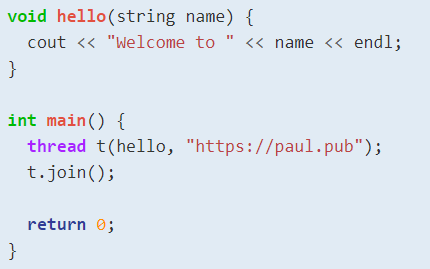 void hello(string name) {
  cout << "Welcome to " << name << endl;
}

int main() {
  thread t(hello, "https://paul.pub");
  t.join();

  return 0;
}